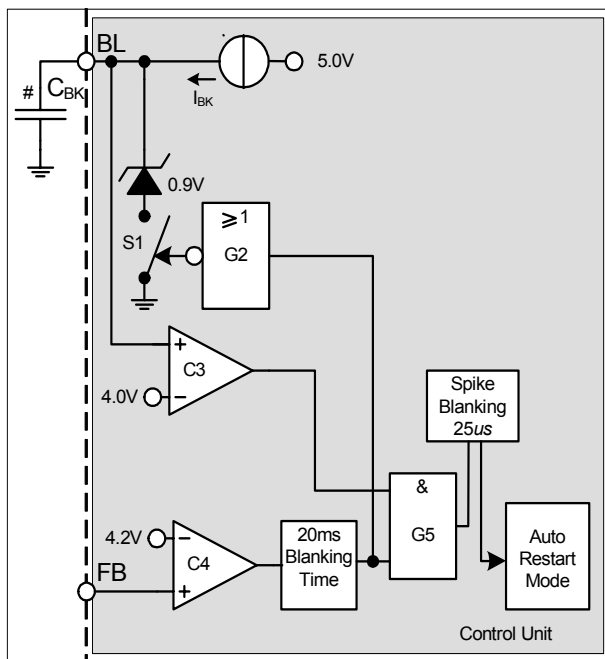 BL
5.0V
# C_BK
I_BK
0.9V
S1
≥1
G2
+
C3
4.0V
−
Spike
Blanking
25us
&
G5
4.2V
−
C4
20ms
Blanking
Time
FB
+
Auto
Restart
Mode
Control Unit